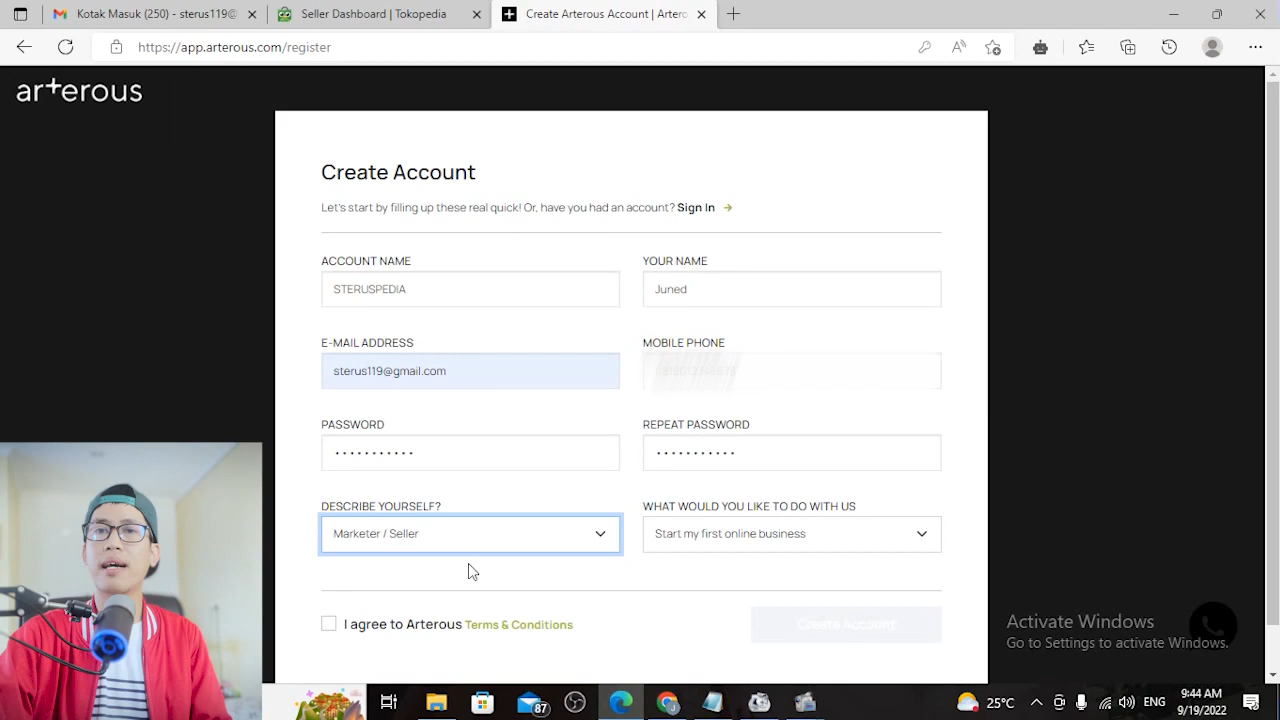 Kotak Masuk (250) - sterus119@
Seller Dashboard | Tokopedia
Create Arterous Account | Artero
https://app.arterous.com/register
arterous
Create Account
Let's start by filling up these real quick! Or, have you had an account? Sign In →
ACCOUNT NAME
YOUR NAME
STERUSPEDIA
Juned
E-MAIL ADDRESS
MOBILE PHONE
sterus119@gmail.com
PASSWORD
REPEAT PASSWORD
DESCRIBE YOURSELF?
WHAT WOULD YOU LIKE TO DO WITH US
Marketer / Seller
Start my first online business
I agree to Arterous Terms & Conditions
Create Account
Activate Windows
Go to Settings to activate Windows.
87
25°C
ENG
9:44 AM
9/19/2022